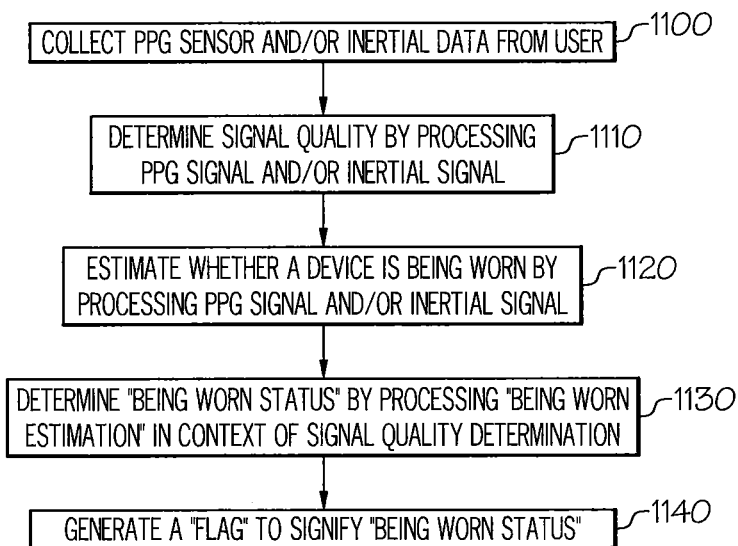 COLLECT PPG SENSOR AND/OR INERTIAL DATA FROM USER
1100
DETERMINE SIGNAL QUALITY BY PROCESSING
PPG SIGNAL AND/OR INERTIAL SIGNAL
1110
ESTIMATE WHETHER A DEVICE IS BEING WORN BY
PROCESSING PPG SIGNAL AND/OR INERTIAL SIGNAL
1120
DETERMINE "BEING WORN STATUS" BY PROCESSING "BEING WORN
ESTIMATION" IN CONTEXT OF SIGNAL QUALITY DETERMINATION
1130
GENERATE A "FLAG" TO SIGNIFY "BEING WORN STATUS"
1140